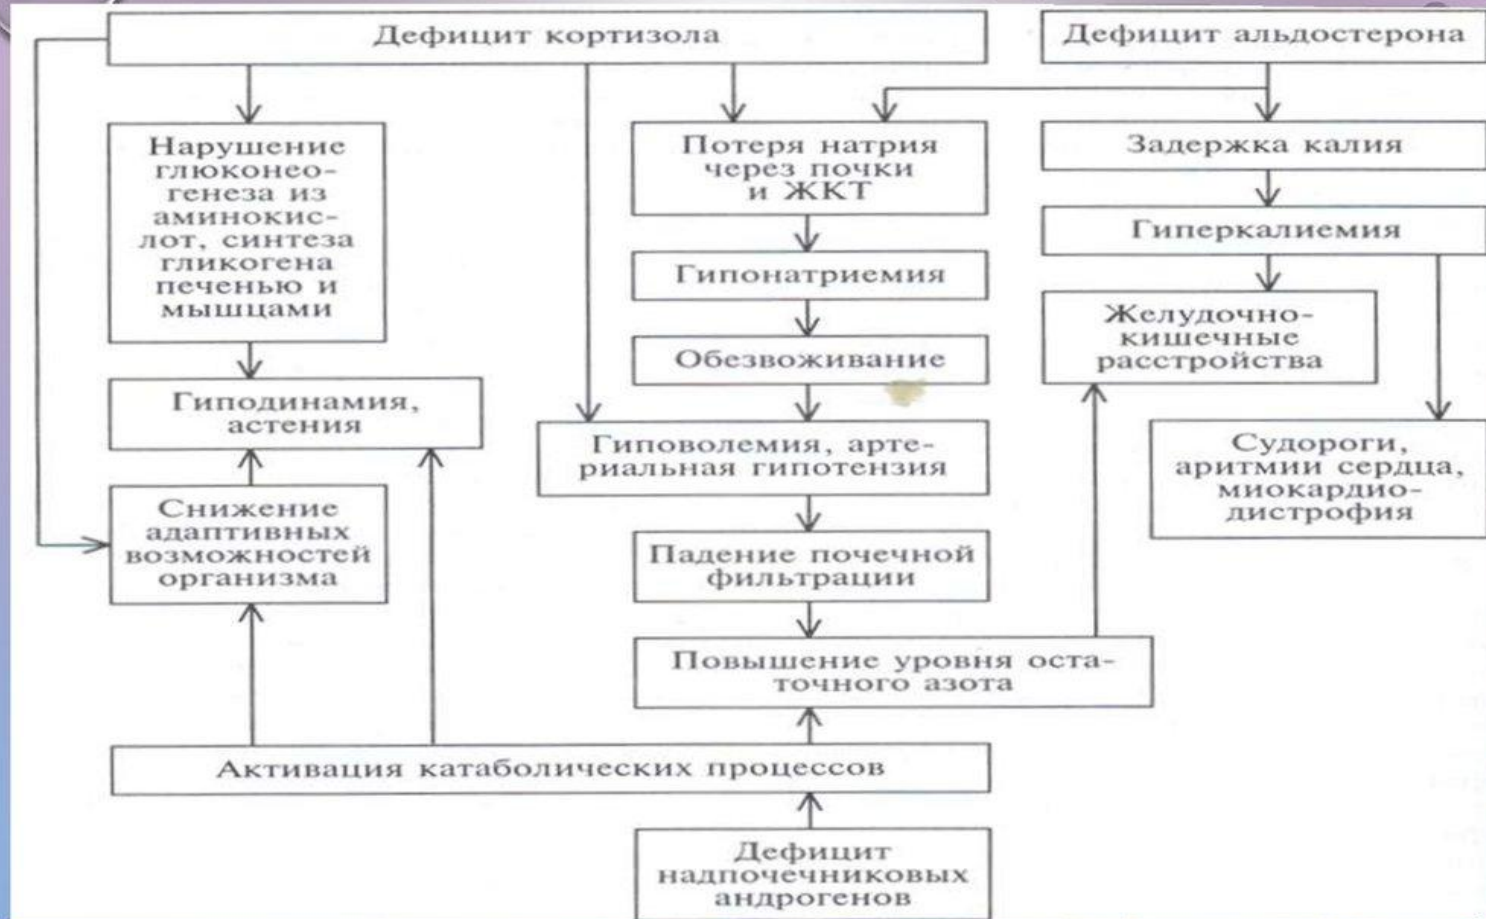 Дефицит кортизола
Дефицит альдостерона
Нарушение
глюконео-
генеза из
аминокис-
лот, синтеза
гликогена
печенью и
мышцами
Потеря натрия
через почки
и ЖКТ
Задержка калия
Гиперкалиемия
Гипонатриемия
Желудочно-
кишечные
расстройства
Обезвоживание
Гиподинамия,
астения
Гиповолемия, арте-
риальная гипотензия
Судороги,
аритмии сердца,
миокардио-
дистрофия
Снижение
адаптивных
возможностей
организма
Падение почечной
фильтрации
Повышение уровня оста-
точного азота
Активация катаболических процессов
Дефицит
надпочечниковых
андрогенов